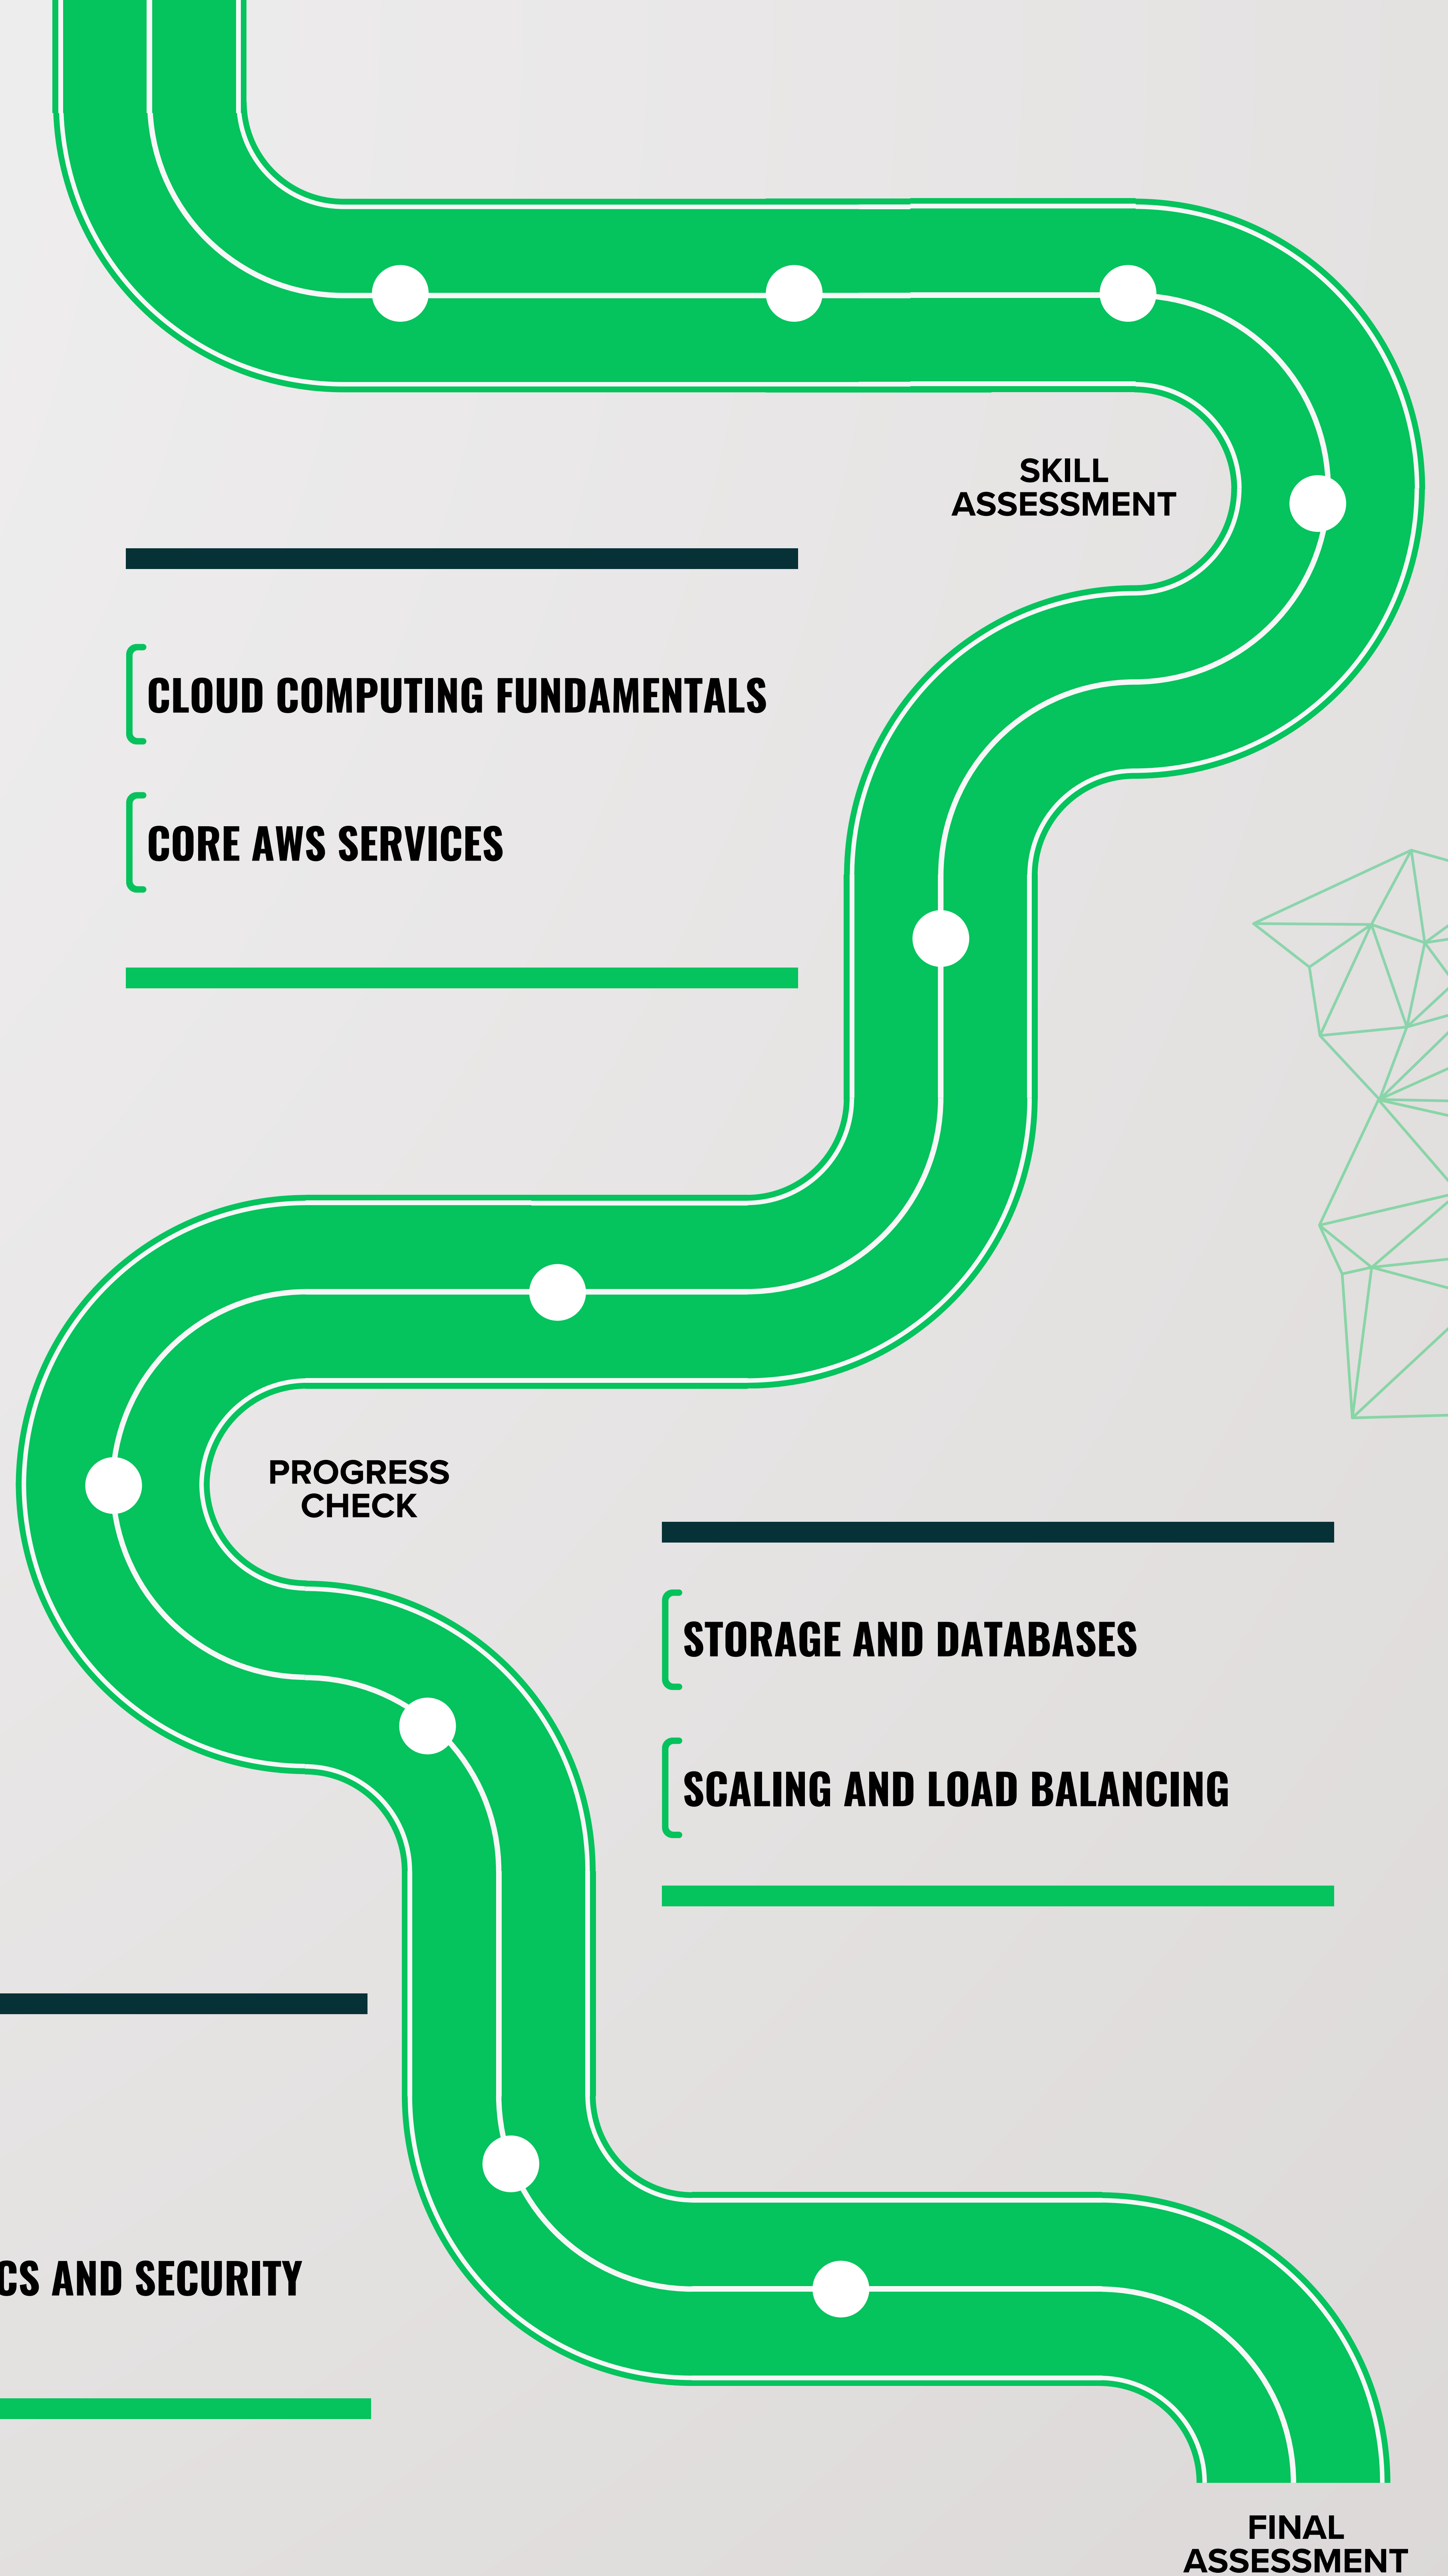 SKILL
ASSESSMENT
CLOUD COMPUTING FUNDAMENTALS
CORE AWS SERVICES
PROGRESS
CHECK
STORAGE AND DATABASES
SCALING AND LOAD BALANCING
AND SECURITY
FINAL
ASSESSMENT